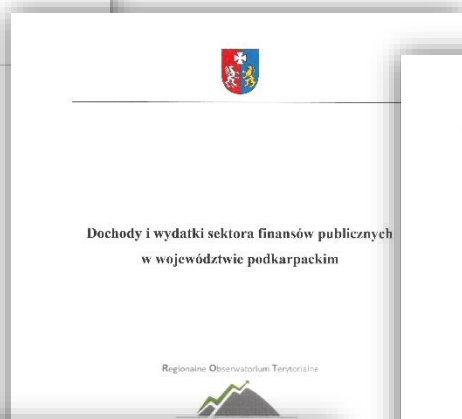 Dochody i wydatki sektora finansów publicznych
w województwie podkarpackim
Regionalne Obserwatorium Terytorialne